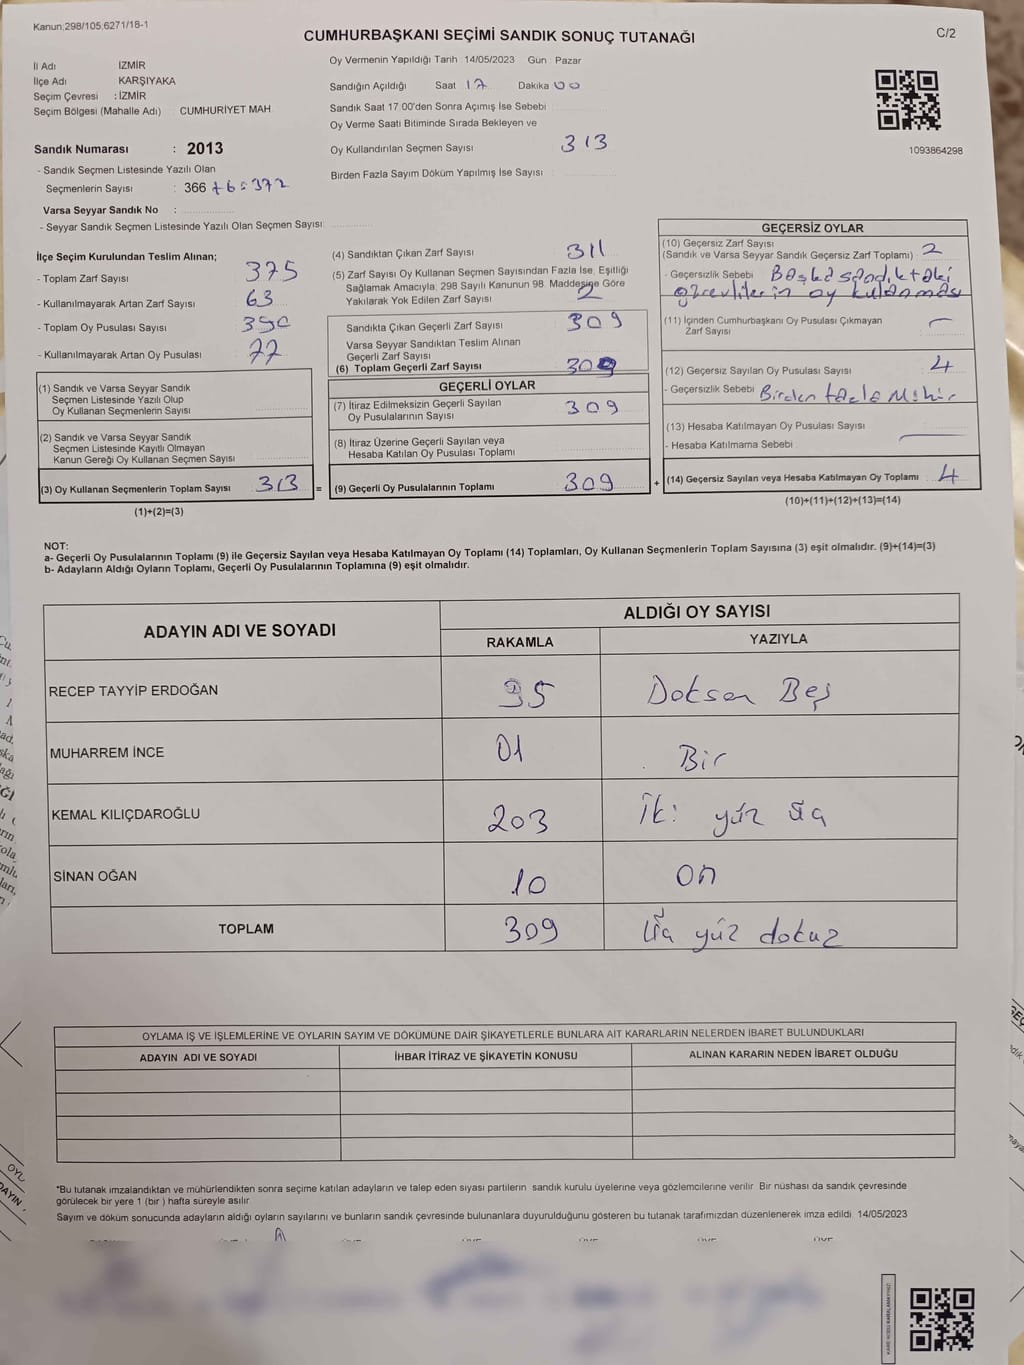 Kanun:298/105;6271/18-1
CUMHURBAŞKANI SEÇİMİ SANDIK SONUÇ TUTANAĞI
C/2
İl Adı İZMİR
İlçe Adı KARŞIYAKA
Seçim Çevresi : İZMİR
Seçim Bölgesi (Mahalle Adı) : CUMHURİYET MAH
Sandık Numarası : 2013
- Sandık Seçmen Listesinde Yazılı Olan
Seçmenlerin Sayısı : 366 +6=372
Varsa Seyyar Sandık No :
- Seyyar Sandık Seçmen Listesinde Yazılı Olan Seçmen Sayısı
Oy Vermenin Yapıldığı Tarih : 14/05/2023 Gün : Pazar
Sandığın Açıldığı Saat 17 Dakika 00
Sandık Saat 17.00'den Sonra Açımış İse Sebebi
Oy Verme Saati Bitiminde Sırada Bekleyen ve
Oy Kullandırılan Seçmen Sayısı 313
Birden Fazla Sayım Döküm Yapılmış İse Sayısı
1093864298
İlçe Seçim Kurulundan Teslim Alınan;
- Toplam Zarf Sayısı 375
- Kullanılmayarak Artan Zarf Sayısı 63
- Toplam Oy Pusulası Sayısı 390
- Kullanılmayarak Artan Oy Pusulası 77
(1) Sandık ve Varsa Seyyar Sandık
Seçmen Listesinde Yazılı Olup
Oy Kullanan Seçmenlerin Sayısı
(2) Sandık ve Varsa Seyyar Sandık
Seçmen Listesinde Kayıtlı Olmayan
Kanun Gereği Oy Kullanan Seçmen Sayısı
(3) Oy Kullanan Seçmenlerin Toplam Sayısı 313 =
(1)+(2)=(3)
(4) Sandıktan Çıkan Zarf Sayısı 311
(5) Zarf Sayısı Oy Kullanan Seçmen Sayısından Fazla İse, Eşitliği
Sağlamak Amacıyla, 298 Sayılı Kanunun 98. Maddesine Göre
Yakılarak Yok Edilen Zarf Sayısı 2
Sandıkta Çıkan Geçerli Zarf Sayısı 309
Varsa Seyyar Sandıktan Teslim Alınan
Geçerli Zarf Sayısı
(6) Toplam Geçerli Zarf Sayısı 309
GEÇERLİ OYLAR
(7) İtiraz Edilmeksizin Geçerli Sayılan
Oy Pusulalarının Sayısı 309
(8) İtiraz Üzerine Geçerli Sayılan veya
Hesaba Katılan Oy Pusulası Toplamı
(9) Geçerli Oy Pusulalarının Toplamı 309 +
GEÇERSİZ OYLAR
(10) Geçersiz Zarf Sayısı
(Sandık ve Varsa Seyyar Sandık Geçersiz Zarf Toplamı) 2
- Geçersizlik Sebebi Başka sandıktaki
görevlilerin oy kullanması
(11) İçinden Cumhurbaşkanı Oy Pusulası Çıkmayan
Zarf Sayısı —
(12) Geçersiz Sayılan Oy Pusulası Sayısı 4
- Geçersizlik Sebebi Birden fazla Mühür
(13) Hesaba Katılmayan Oy Pusulası Sayısı
- Hesaba Katılmama Sebebi —
(14) Geçersiz Sayılan veya Hesaba Katılmayan Oy Toplamı 4
(10)+(11)+(12)+(13)=(14)
NOT:
a- Geçerli Oy Pusulalarının Toplamı (9) ile Geçersiz Sayılan veya Hesaba Katılmayan Oy Toplamı (14) Toplamları, Oy Kullanan Seçmenlerin Toplam Sayısına (3) eşit olmalıdır. (9)+(14)=(3)
b- Adayların Aldığı Oyların Toplamı, Geçerli Oy Pusulalarının Toplamına (9) eşit olmalıdır.
ADAYIN ADI VE SOYADI
ALDIĞI OY SAYISI
RAKAMLA YAZIYLA
RECEP TAYYİP ERDOĞAN 95 Doksan Beş
MUHARREM İNCE 01 Bir
KEMAL KILIÇDAROĞLU 203 İki yüz üç
SİNAN OĞAN 10 on
TOPLAM 309 Üç yüz dokuz
OYLAMA İŞ VE İŞLEMLERİNE VE OYLARIN SAYIM VE DÖKÜMÜNE DAİR ŞİKAYETLERLE BUNLARA AİT KARARLARIN NELERDEN İBARET BULUNDUKLARI
ADAYIN ADI VE SOYADI İHBAR İTİRAZ VE ŞİKAYETİN KONUSU ALINAN KARARIN NEDEN İBARET OLDUĞU
*Bu tutanak imzalandıktan ve mühürlendikten sonra seçime katılan adayların ve talep eden siyasi partilerin sandık kurulu üyelerine veya gözlemcilerine verilir. Bir nüshası da sandık çevresinde
görülecek bir yere 1 (bir) hafta süreyle asılır.
Sayım ve döküm sonucunda adayların aldığı oyların sayılarını ve bunların sandık çevresinde bulunanlara duyurulduğunu gösteren bu tutanak tarafımızdan düzenlenerek imza edildi. 14/05/2023